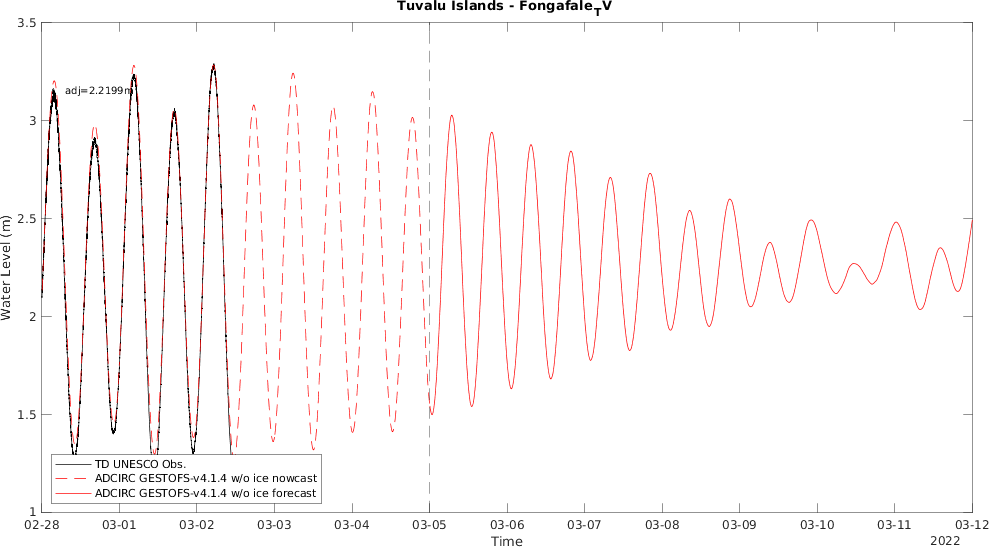 Tuvalu Islands - Fongafale_TV
adj=2.2199m
Water Level (m)
3.5
3
2.5
2
1.5
1
TD UNESCO Obs.
ADCIRC GESTOFS-v4.1.4 w/o ice nowcast
ADCIRC GESTOFS-v4.1.4 w/o ice forecast
02-28 03-01 03-02 03-03 03-04 03-05 03-06 03-07 03-08 03-09 03-10 03-11 03-12
Time
2022